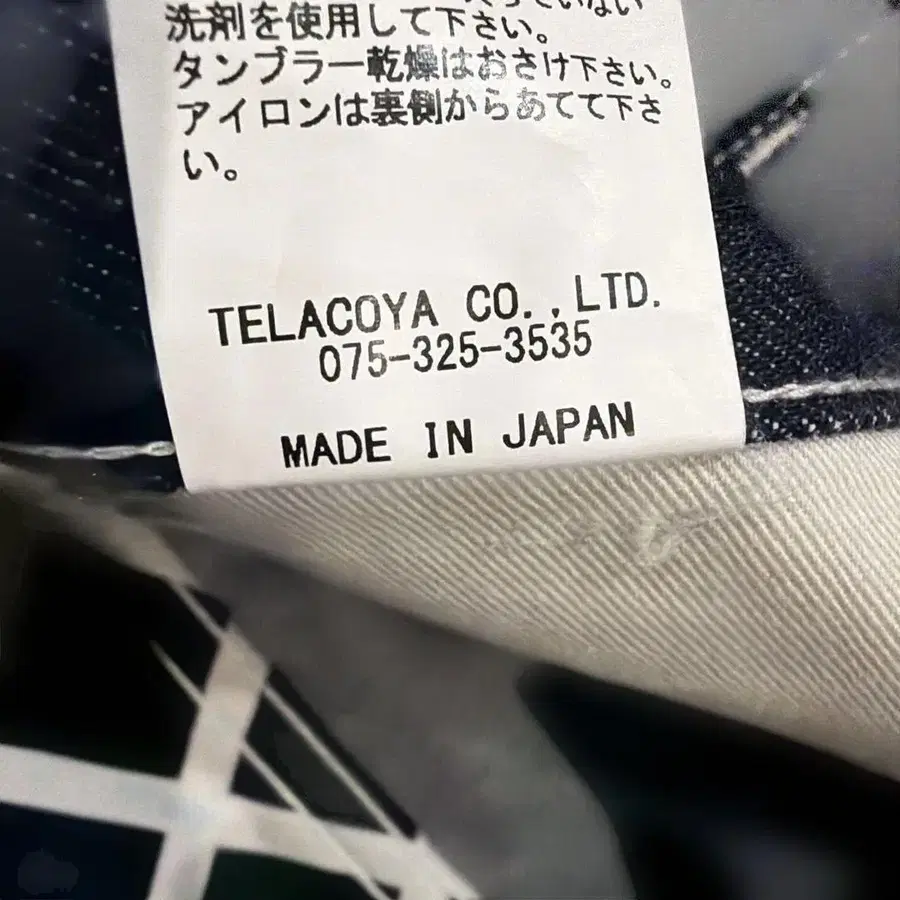 洗剤を使用して下さい。
タンブラー乾燥はおさけ下さい。
アイロンは裏側からあてて下さ
い。
TELACOYA CO.,LTD.
075-325-3535
MADE IN JAPAN